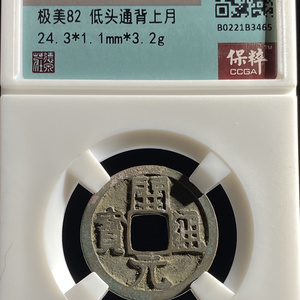 极美82 低头通背上月
24.3*1.1mm*3.2g
B0221B3465
保粹
CCGA
TM
開
元
通
寶